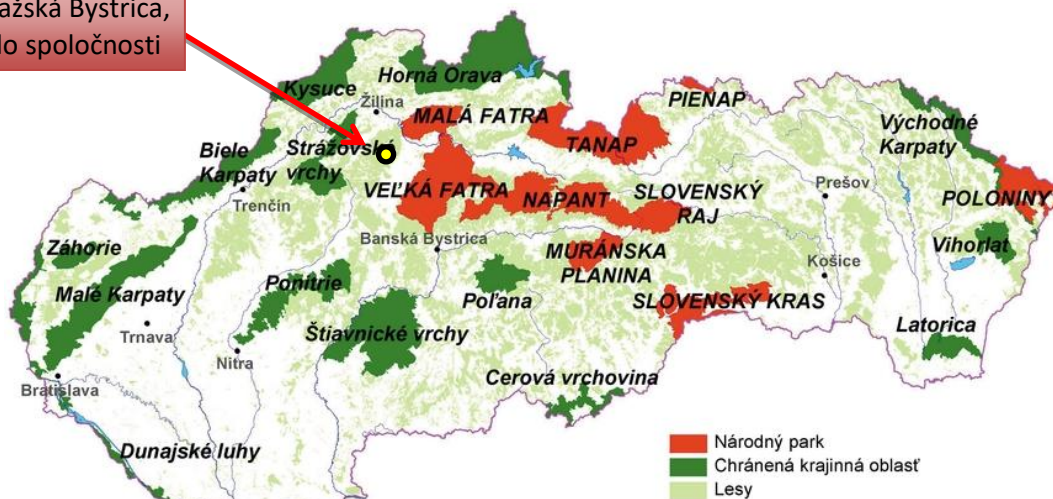 Bystrica,
spoločnosti
Horná Orava
Kysuce
Žilina
PIENAP
MALÁ FATRA
Východné
Karpaty
TANAP
Strážovské
vrchy
Biele
Karpaty
VEĽKÁ FATRA
NAPANT
SLOVENSKÝ
RAJ
Prešov
POLONINY
Trenčín
Banská Bystrica
MURÁNSKA
PLANINA
Vihorlat
Košice
Záhorie
Malé Karpaty
Ponitrie
Poľana
SLOVENSKÝ KRAS
Štiavnické vrchy
Latorica
Trnava
Nitra
Cerová vrchovina
Bratislava
Dunajské luhy
Národný park
Chránená krajinná oblasť
Lesy